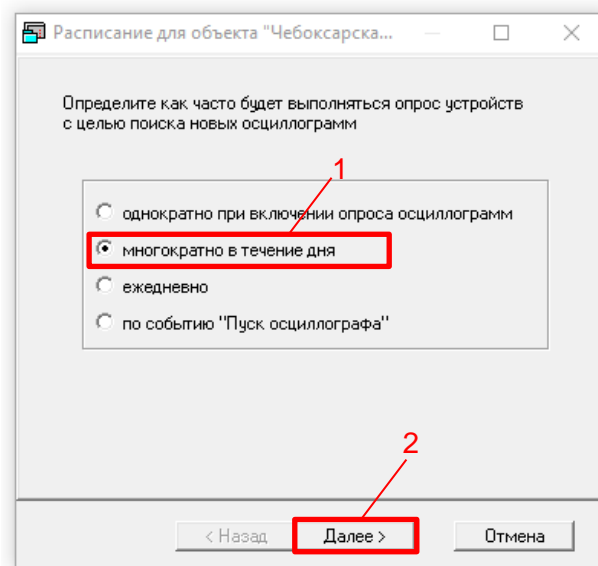 Расписание для объекта "Чебоксарска...
Определите как часто будет выполняться опрос устройств
с целью поиска новых осциллограмм
1
однократно при включении опроса осциллограмм
многократно в течение дня
ежедневно
по событию "Пуск осциллографа"
2
< Назад Далее > Отмена